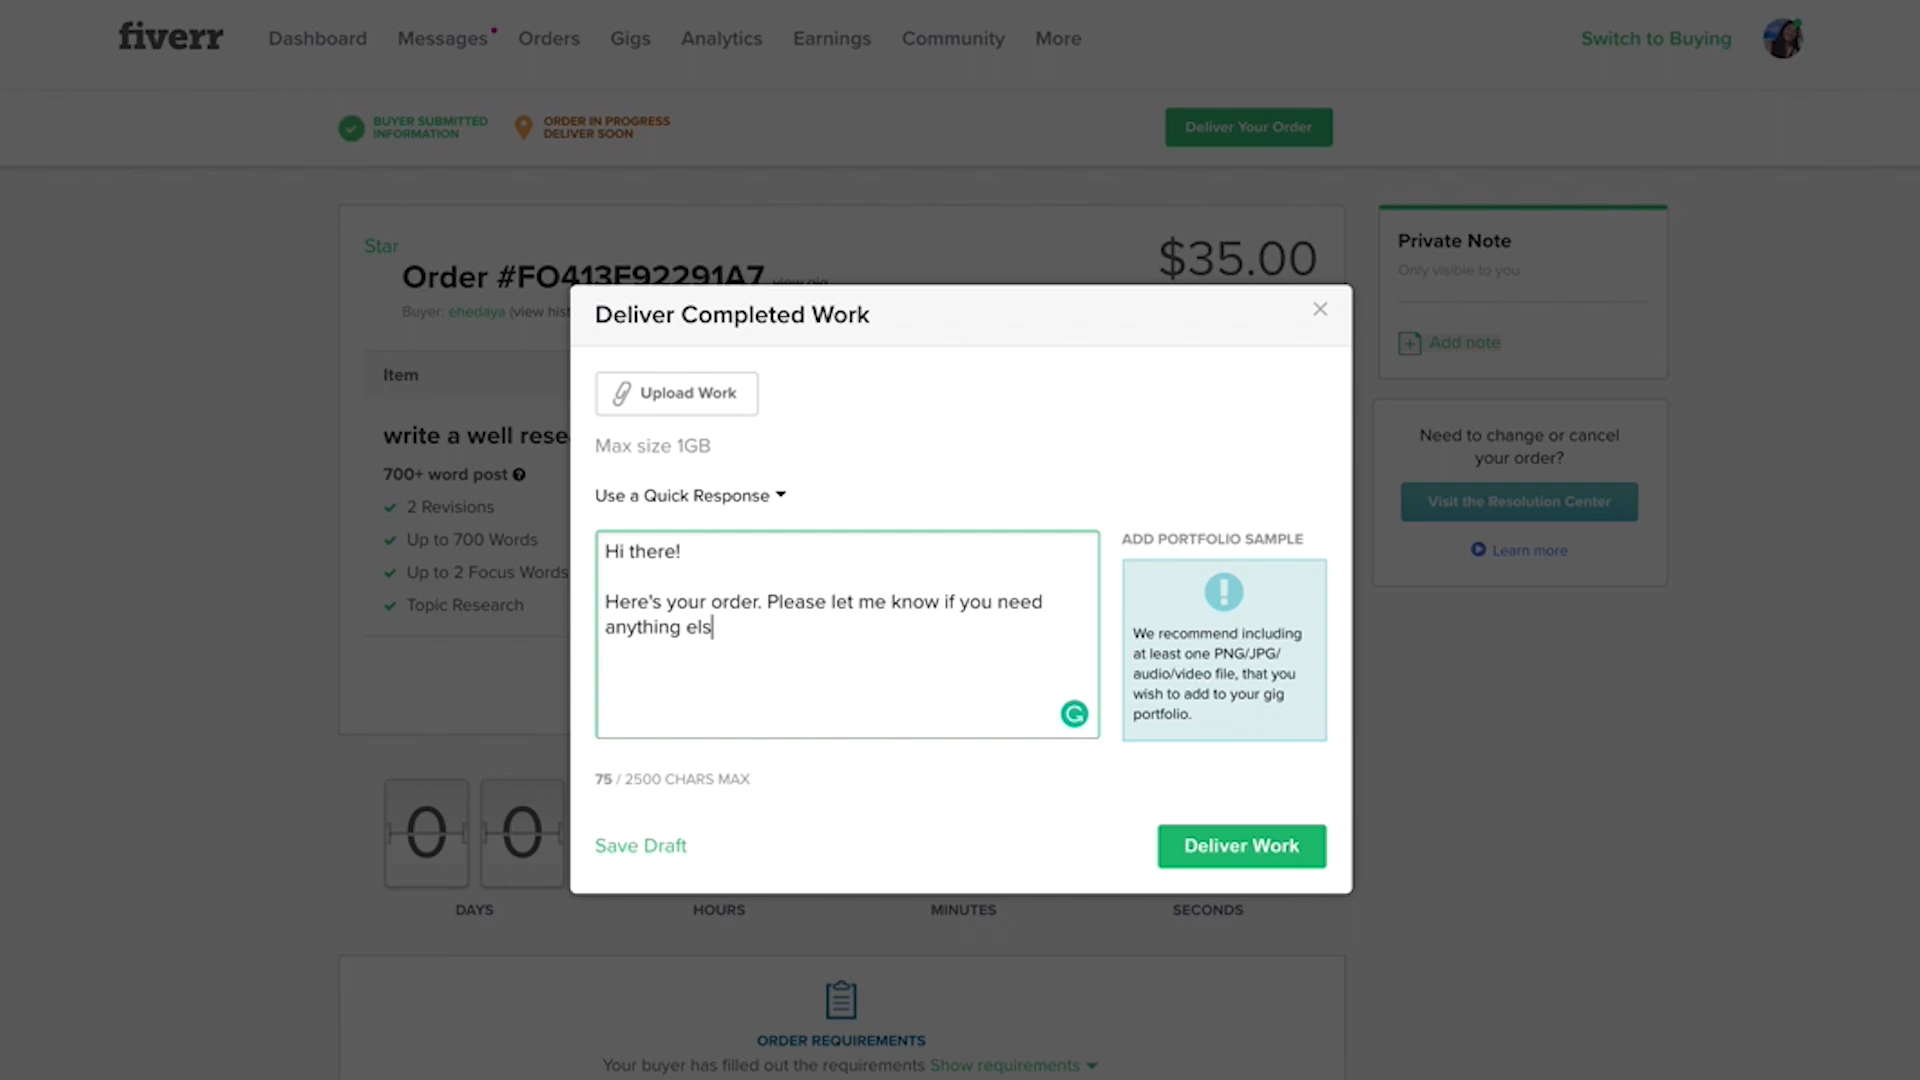 fiverr
Dashboard
Messages
Orders
Gigs
Analytics
Earnings
Community
More
Switch to Buying
BUYER SUBMITTED
INFORMATION
ORDER IN PROGRESS
DELIVER SOON
Deliver Your Order
Star
$35.00
Order #FO413F92291A7
Buyer: ehedaya (view hist
Item
write a well rese
700+ word post
2 Revisions
Up to 700 Words
Up to 2 Focus Words
Topic Research
Private Note
Only visible to you
Add note
Need to change or cancel
your order?
Visit the Resolution Center
Learn more
Deliver Completed Work
Upload Work
Max size 1GB
Use a Quick Response
Hi there!
Here's your order. Please let me know if you need
anything els
ADD PORTFOLIO SAMPLE
We recommend including
at least one PNG/JPG/
audio/video file, that you
wish to add to your gig
portfolio.
75 / 2500 CHARS MAX
Save Draft
Deliver Work
0 0
DAYS
HOURS
MINUTES
SECONDS
ORDER REQUIREMENTS
Your buyer has filled out the requirements Show requirements